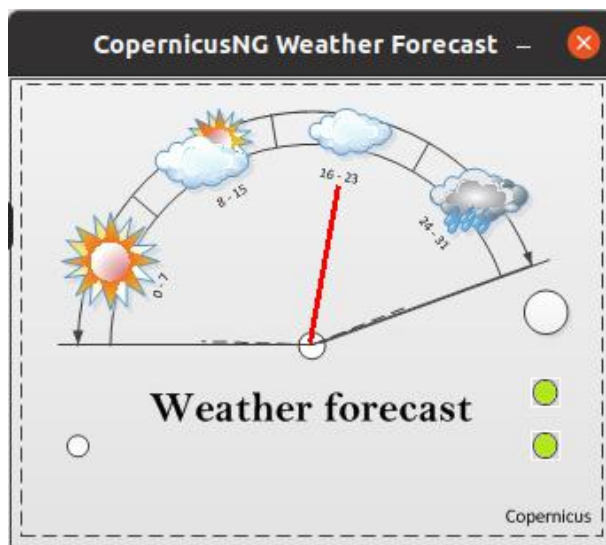 CopernicusNG Weather Forecast
0 - 7
8 - 15
16 - 23
24 - 31
Weather forecast
Copernicus